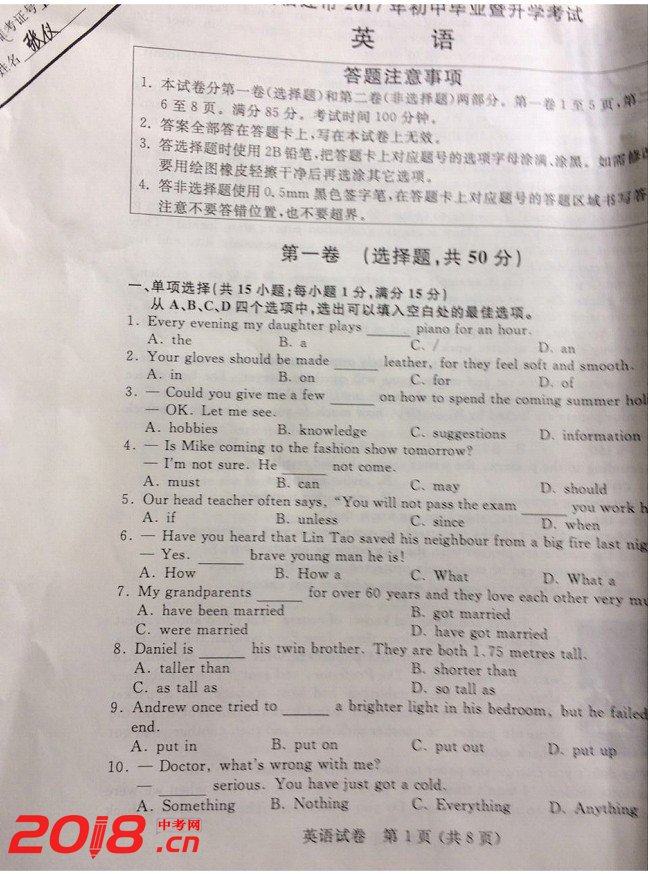 考证号
姓名 张仪
市2017年初中毕业暨升学考试
英 语
答题注意事项
1. 本试卷分第一卷(选择题)和第二卷(非选择题)两部分。第一卷1至5页,第
6至8页。满分85分。考试时间100分钟。
2. 答案全部答在答题卡上,写在本试卷上无效。
3. 答选择题时使用2B铅笔,把答题卡上对应题号的选项字母涂满、涂黑。如需修
要用绘图橡皮轻擦干净后再选涂其它选项。
4. 答非选择题使用0.5mm黑色签字笔,在答题卡上对应题号的答题区域书写答
注意不要答错位置,也不要超界。
第一卷 (选择题,共50分)
一、单项选择(共15小题;每小题1分,满分15分)
从A、B、C、D四个选项中,选出可以填入空白处的最佳选项。
1. Every evening my daughter plays ______ piano for an hour.
A. the B. a C. / D. an
2. Your gloves should be made ______ leather, for they feel soft and smooth.
A. in B. on C. for D. of
3. — Could you give me a few ______ on how to spend the coming summer hol
— OK. Let me see.
A. hobbies B. knowledge C. suggestions D. information
4. — Is Mike coming to the fashion show tomorrow?
— I'm not sure. He ______ not come.
A. must B. can C. may D. should
5. Our head teacher often says, "You will not pass the exam ______ you work h
A. if B. unless C. since D. when
6. — Have you heard that Lin Tao saved his neighbour from a big fire last nig
— Yes. ______ brave young man he is!
A. How B. How a C. What D. What a
7. My grandparents ______ for over 60 years and they love each other very mu
A. have been married B. got married
C. were married D. have got married
8. Daniel is ______ his twin brother. They are both 1.75 metres tall.
A. taller than B. shorter than
C. as tall as D. so tall as
9. Andrew once tried to ______ a brighter light in his bedroom, but he failed
end.
A. put in B. put on C. put out D. put up
10. — Doctor, what's wrong with me?
— ______ serious. You have just got a cold.
A. Something B. Nothing C. Everything D. Anything
英语试卷 第1页(共8页)
2018中考网.cn